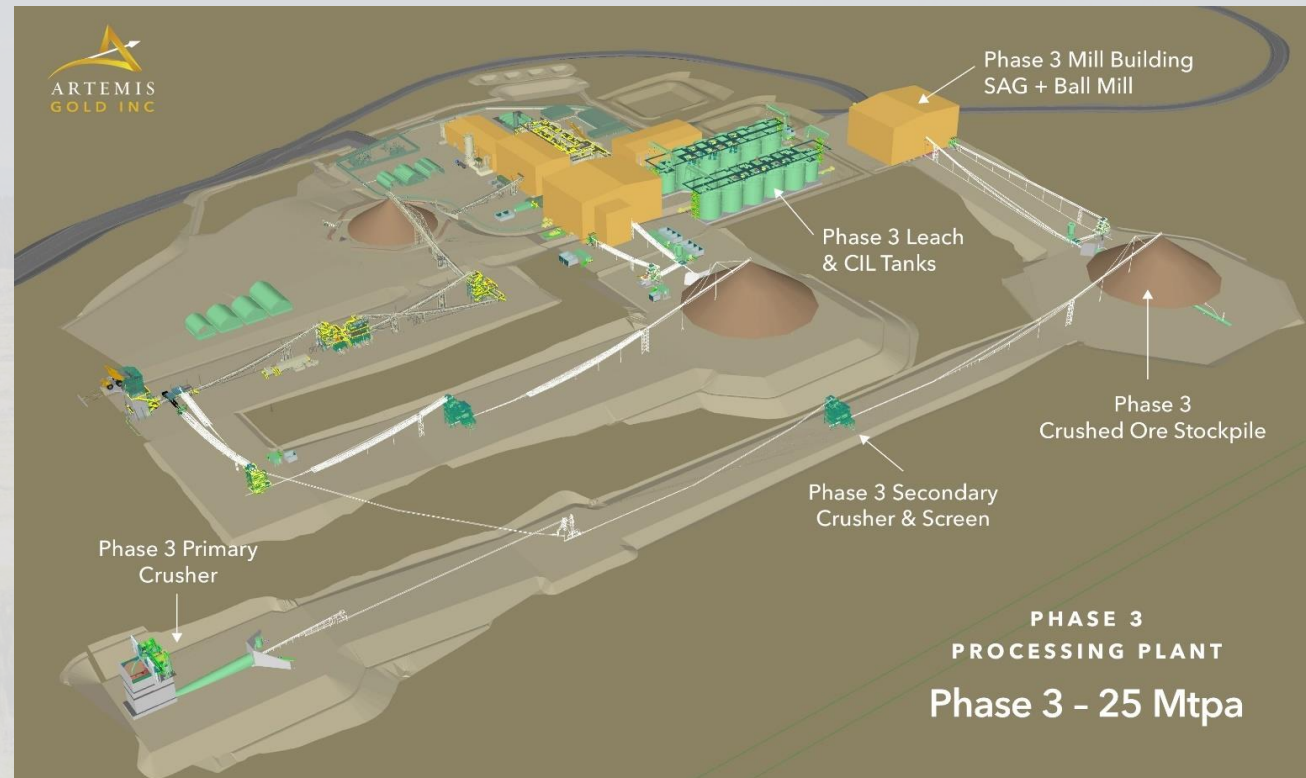 ARTEMIS
GOLD INC
Phase 3 Mill Building
SAG + Ball Mill
Phase 3 Leach
& CIL Tanks
Phase 3
Crushed Ore Stockpile
Phase 3 Secondary
Crusher & Screen
Phase 3 Primary
Crusher
PHASE 3
PROCESSING PLANT
Phase 3 – 25 Mtpa